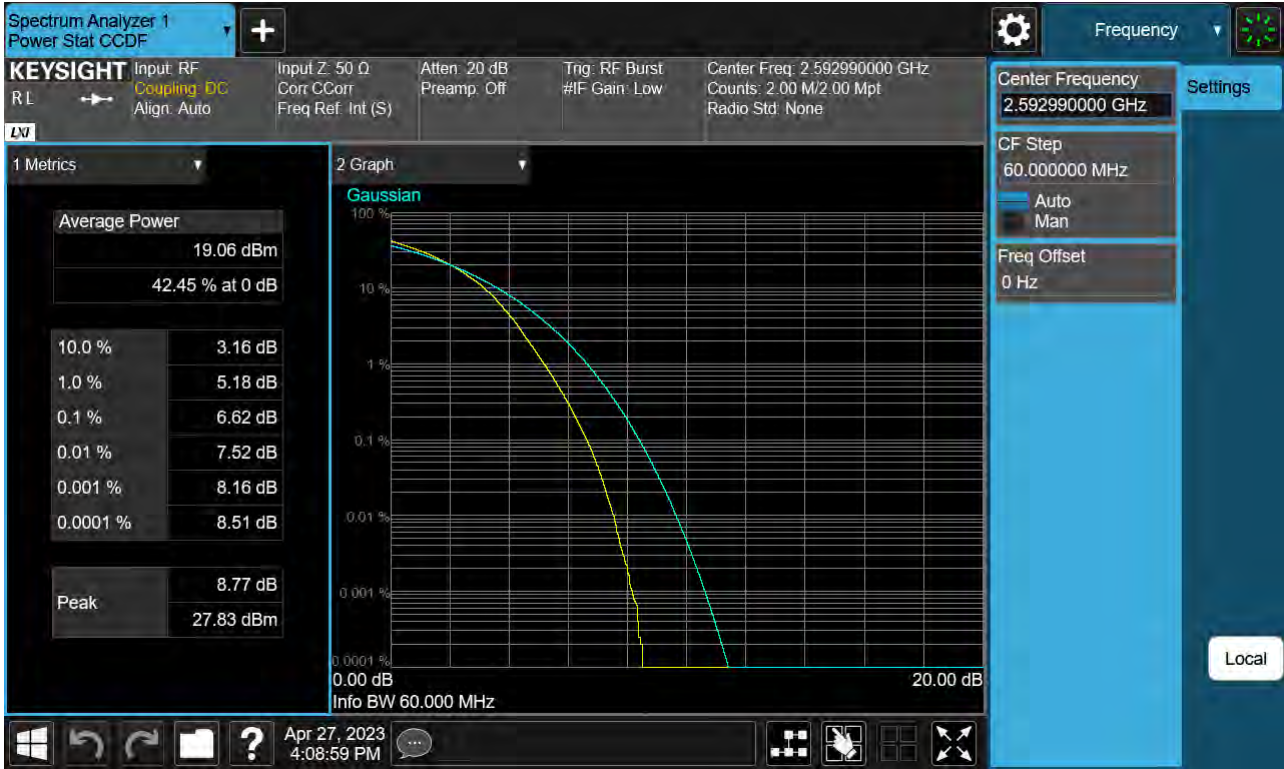 Spectrum Analyzer 1
Power Stat CCDF
+
Frequency
KEYSIGHT
RL
LXI
Input: RF
Coupling: DC
Align: Auto
Input Z: 50 Ω
Corr CCorr
Freq Ref: Int (S)
Atten: 20 dB
Preamp: Off
Trig: RF Burst
#IF Gain: Low
Center Freq: 2.592990000 GHz
Counts: 2.00 M/2.00 Mpt
Radio Std: None
1 Metrics
Average Power
19.06 dBm
42.45 % at 0 dB
10.0 % 3.16 dB
1.0 % 5.18 dB
0.1 % 6.62 dB
0.01 % 7.52 dB
0.001 % 8.16 dB
0.0001 % 8.51 dB
Peak
8.77 dB
27.83 dBm
2 Graph
Gaussian
100 %
10 %
1 %
0.1 %
0.01 %
0.001 %
0.0001 %
0.00 dB 20.00 dB
Info BW 60.000 MHz
Center Frequency
2.592990000 GHz
CF Step
60.000000 MHz
Auto
Man
Freq Offset
0 Hz
Settings
Local
?
Apr 27, 2023
4:08:59 PM